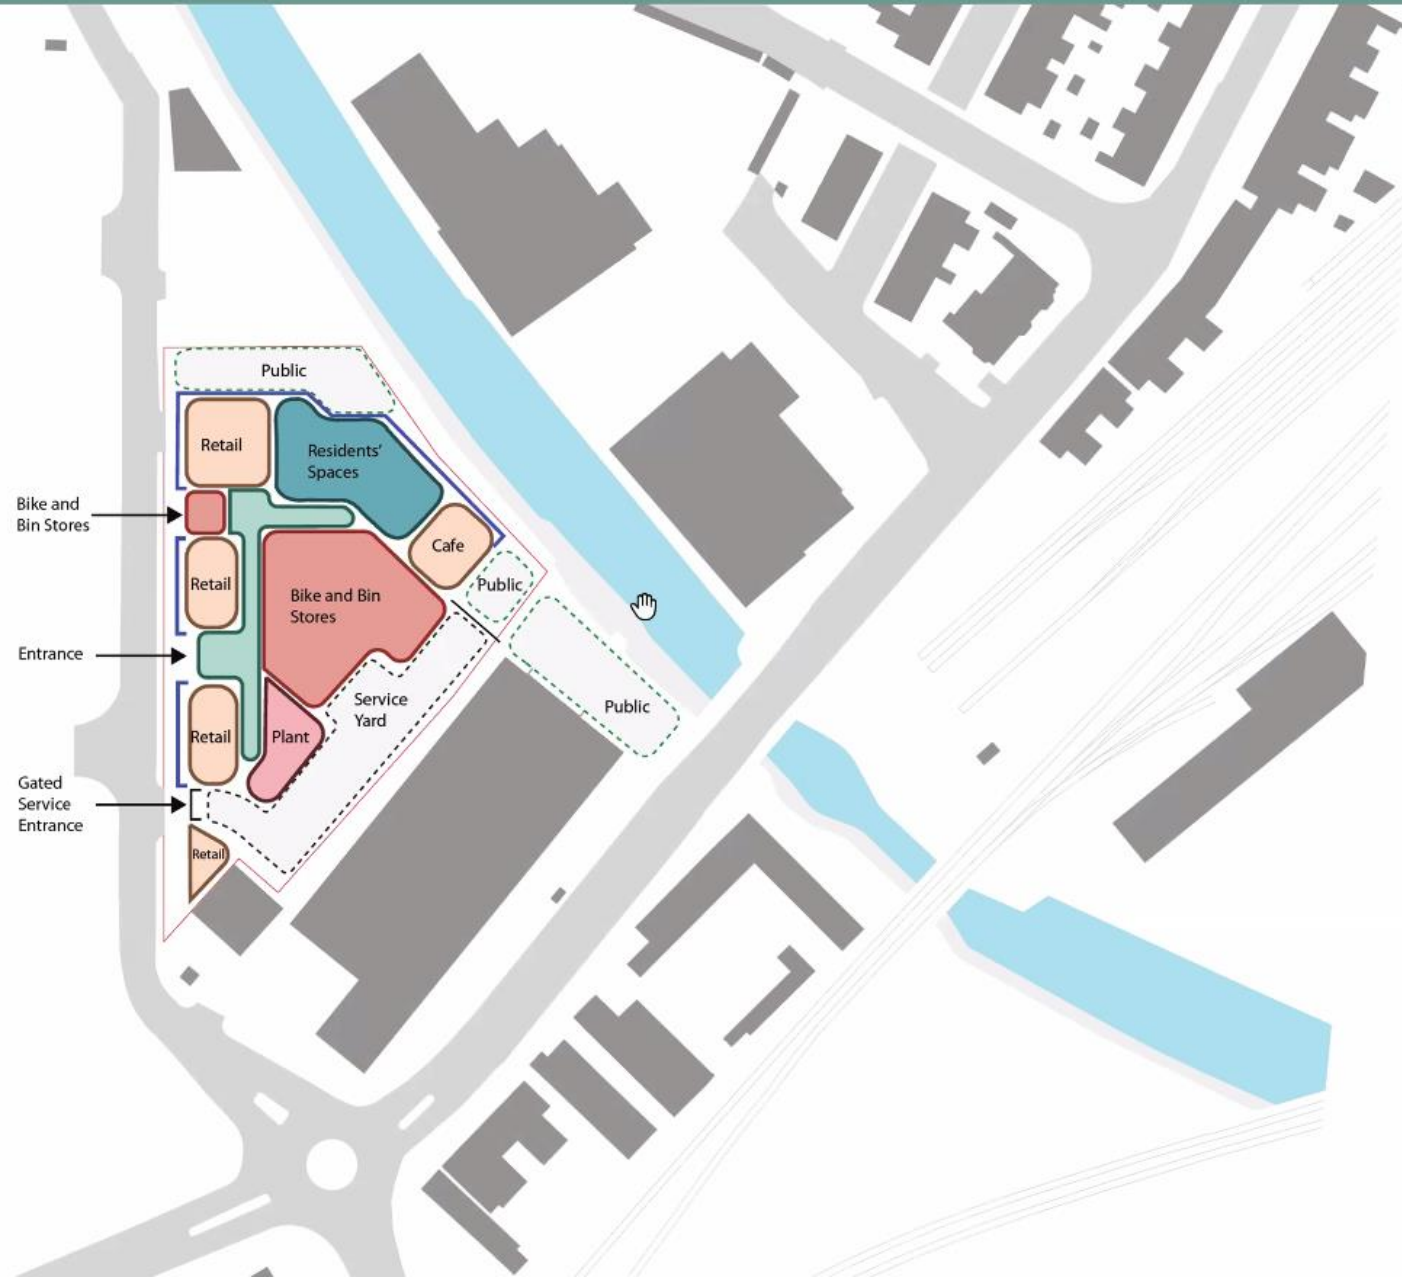 Public
Retail
Residents'
Spaces
Bike and
Bin Stores
Cafe
Retail
Public
Bike and Bin
Stores
Entrance
Service
Yard
Public
Retail
Plant
Gated
Service
Entrance
Retail